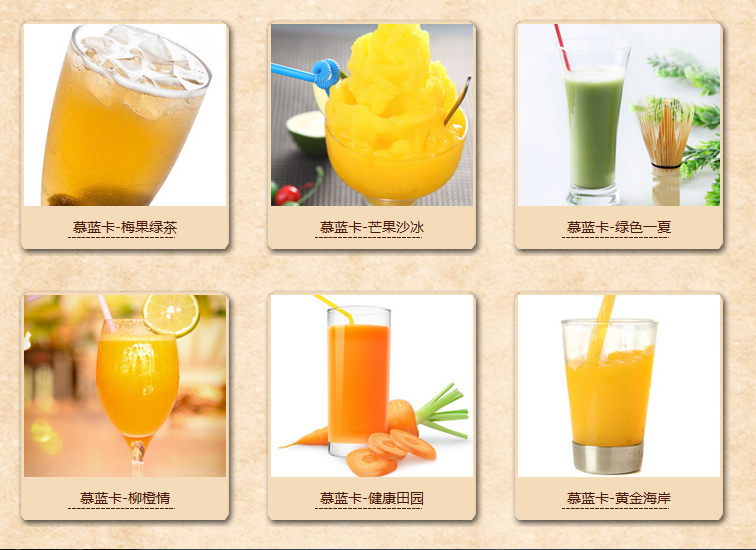 慕蓝卡-梅果绿茶
慕蓝卡-芒果沙冰
慕蓝卡-绿色一夏
慕蓝卡-柳橙情
慕蓝卡-健康田园
慕蓝卡-黄金海岸